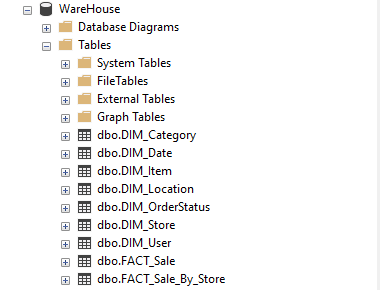 WareHouse
Database Diagrams
Tables
System Tables
FileTables
External Tables
Graph Tables
dbo.DIM_Category
dbo.DIM_Date
dbo.DIM_Item
dbo.DIM_Location
dbo.DIM_OrderStatus
dbo.DIM_Store
dbo.DIM_User
dbo.FACT_Sale
dbo.FACT_Sale_By_Store